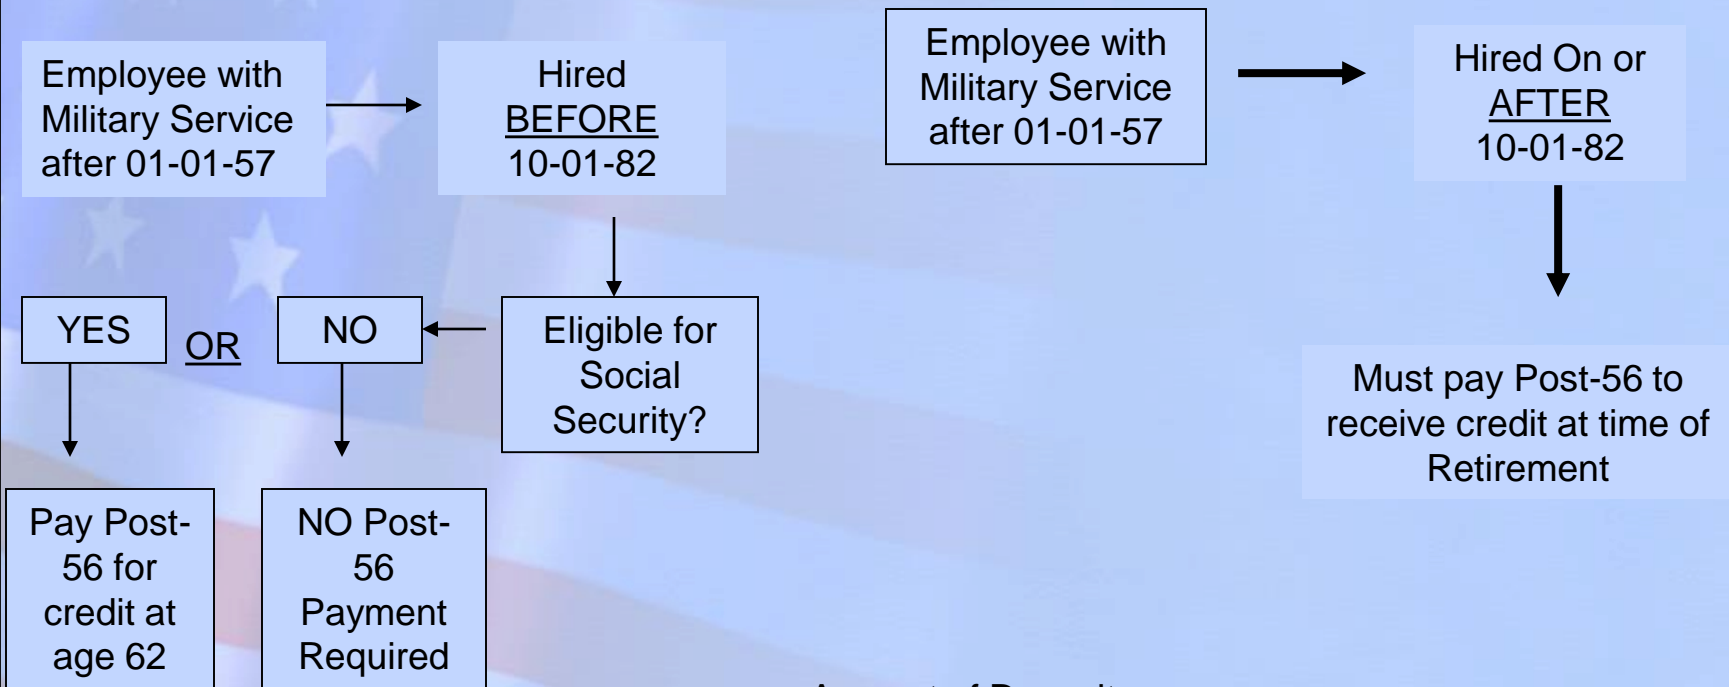 Employee with
Military Service
after 01-01-57
Hired
BEFORE
10-01-82
Employee with
Military Service
after 01-01-57
Hired On or
AFTER
10-01-82
YES
OR
NO
Eligible for
Social
Security?
Must pay Post-56 to
receive credit at time of
Retirement
Pay Post-
56 for
credit at
age 62
NO Post-
56
Payment
Required